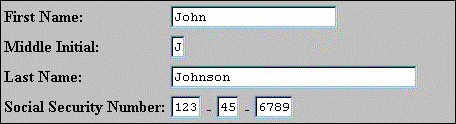 First Name: John
Middle Initial: J
Last Name: Johnson
Social Security Number: 123 - 45 - 6789